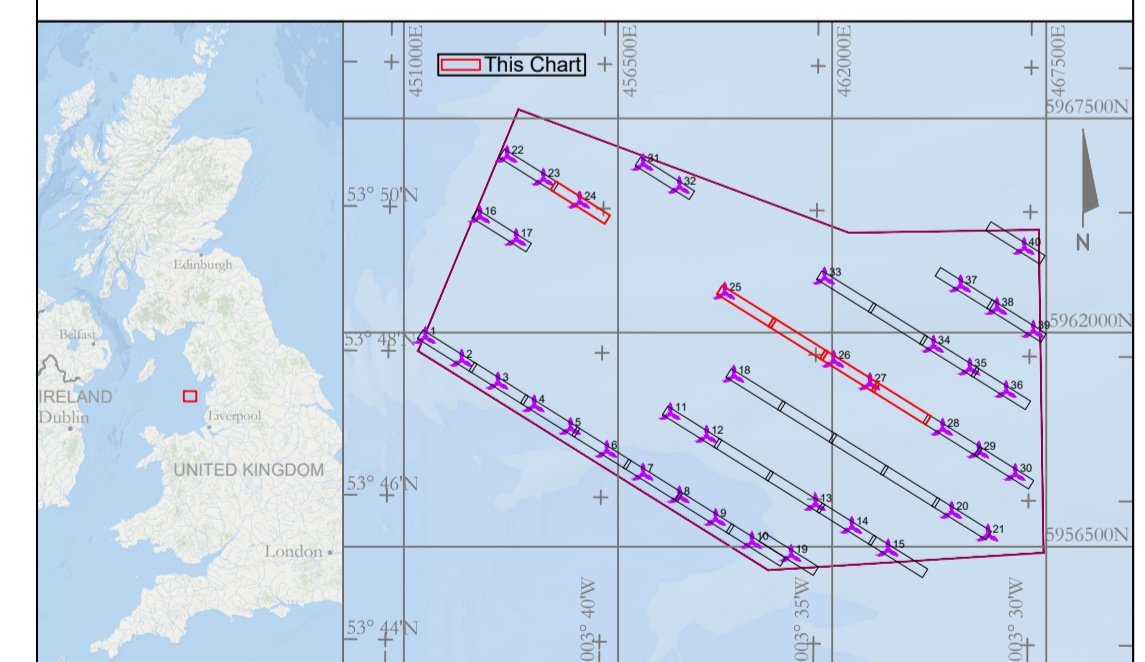 451000E
456500E
462000E
467500E
This Chart
5967500N
53° 50'N
N
Edinburgh
Belfast
IRELAND
Dublin
Liverpool
UNITED KINGDOM
London
53° 48'N
5962000N
53° 46'N
5956500N
53° 44'N
003° 40'W
003° 35'W
003° 30'W
22
23
24
31
32
16
17
40
37
38
39
33
34
35
36
25
26
27
28
29
30
1
2
3
4
5
6
7
8
9
10
19
18
20
21
11
12
13
14
15